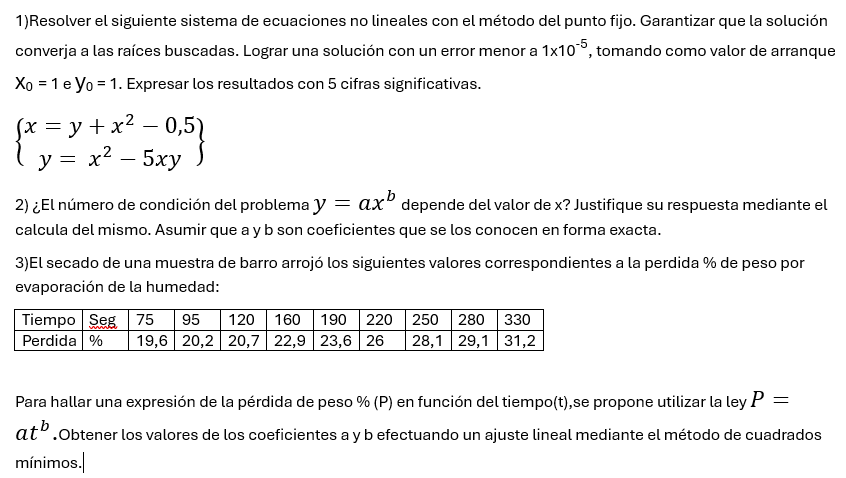 1)Resolver el siguiente sistema de ecuaciones no lineales con el método del punto fijo. Garantizar que la solución
converja a las raíces buscadas. Lograr una solución con un error menor a 1x10⁻⁵, tomando como valor de arranque
X₀ = 1 e y₀ = 1. Expresar los resultados con 5 cifras significativas.
{x = y + x² − 0,5}
{y = x² − 5xy}
2) ¿El número de condición del problema y = ax^b depende del valor de x? Justifique su respuesta mediante el
calcula del mismo. Asumir que a y b son coeficientes que se los conocen en forma exacta.
3)El secado de una muestra de barro arrojó los siguientes valores correspondientes a la perdida % de peso por
evaporación de la humedad:
Tiempo Seg 75 95 120 160 190 220 250 280 330
Perdida % 19,6 20,2 20,7 22,9 23,6 26 28,1 29,1 31,2
Para hallar una expresión de la pérdida de peso % (P) en función del tiempo(t),se propone utilizar la ley P =
at^b.Obtener los valores de los coeficientes a y b efectuando un ajuste lineal mediante el método de cuadrados
mínimos.